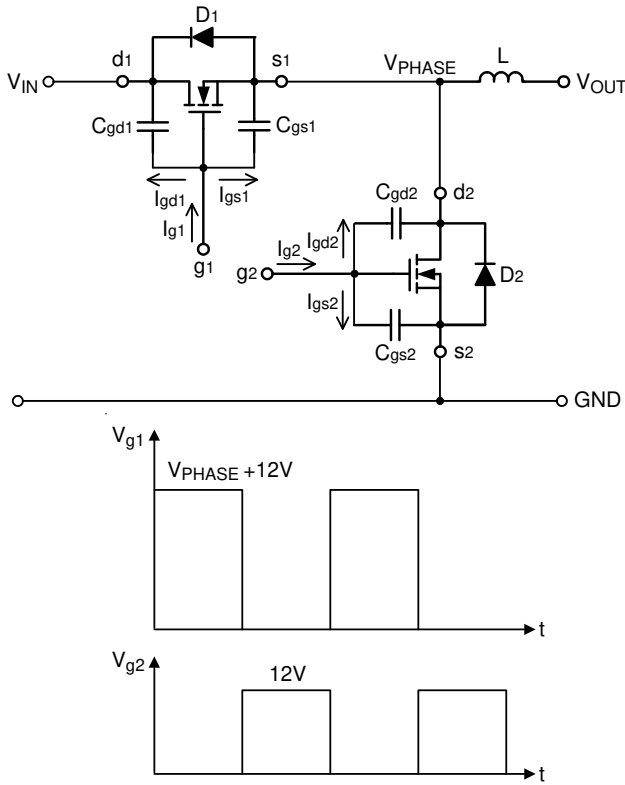 D1
d1
s1
L
VIN
VPHASE
VOUT
Cgd1
Cgs1
Igd1
Igs1
Ig1
g1
Cgd2
d2
Ig2
Igd2
g2
D2
Igs2
Cgs2
s2
GND
Vg1
VPHASE +12V
t
Vg2
12V
t